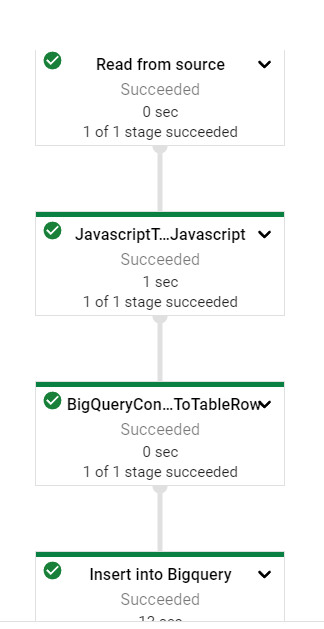 Read from source
Succeeded
0 sec
1 of 1 stage succeeded
JavascriptT...Javascript
Succeeded
1 sec
1 of 1 stage succeeded
BigQueryCon...ToTableRow
Succeeded
0 sec
1 of 1 stage succeeded
Insert into Bigquery
Succeeded